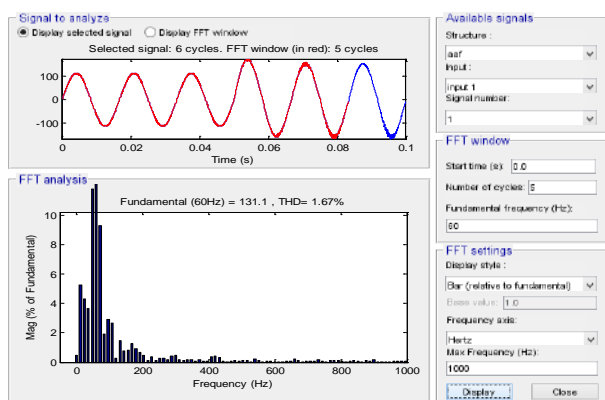 Signal to analyze
Display selected signal Display FFT window
Selected signal: 6 cycles. FFT window (in red): 5 cycles
100
0
-100
0 0.02 0.04 0.06 0.08 0.1
Time (s)
FFT analysis
Fundamental (60Hz) = 131.1 , THD= 1.67%
10
8
6
4
2
0
Mag (% of Fundamental)
0 200 400 600 800 1000
Frequency (Hz)
Available signals
Structure :
aaf
Input :
input 1
Signal number:
1
FFT window
Start time (s): 0.0
Number of cycles: 5
Fundamental frequency (Hz):
60
FFT settings
Display style :
Bar (relative to fundamental)
Base value: 1.0
Frequency axis:
Hertz
Max Frequency (Hz):
1000
Display Close